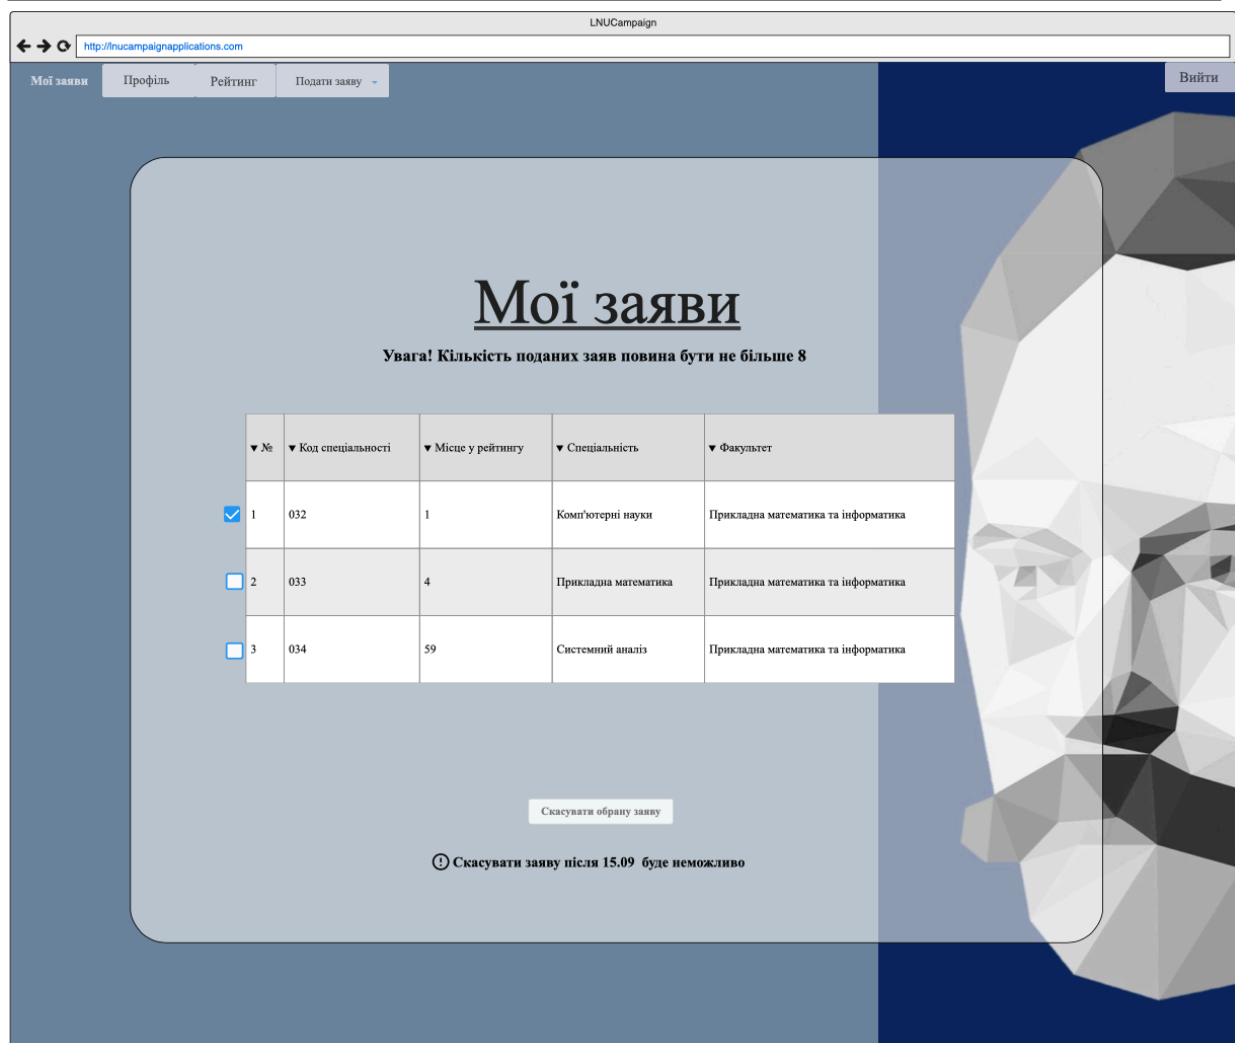 LNUCampaign
http://lnucampaignapplications.com
Мої заяви Профіль Рейтинг Подати заяву Вийти
Мої заяви
Увага! Кількість поданих заяв повина бути не більше 8
▼ № ▼ Код спеціальності ▼ Місце у рейтингу ▼ Спеціальність ▼ Факультет
1 032 1 Комп'ютерні науки Прикладна математика та інформатика
2 033 4 Прикладна математика Прикладна математика та інформатика
3 034 59 Системний аналіз Прикладна математика та інформатика
Скасувати обрану заяву
Скасувати заяву після 15.09 буде неможливо